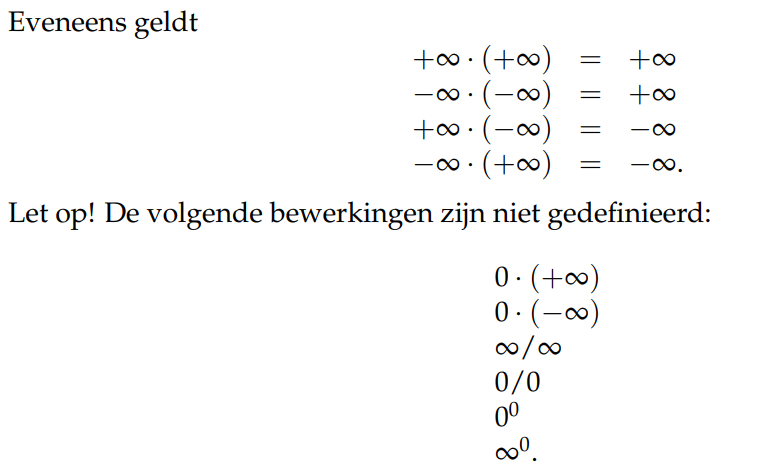 Eveneens geldt
+∞ · (+∞) = +∞
−∞ · (−∞) = +∞
+∞ · (−∞) = −∞
−∞ · (+∞) = −∞.
Let op! De volgende bewerkingen zijn niet gedefinieerd:
0 · (+∞)
0 · (−∞)
∞/∞
0/0
0⁰
∞⁰.